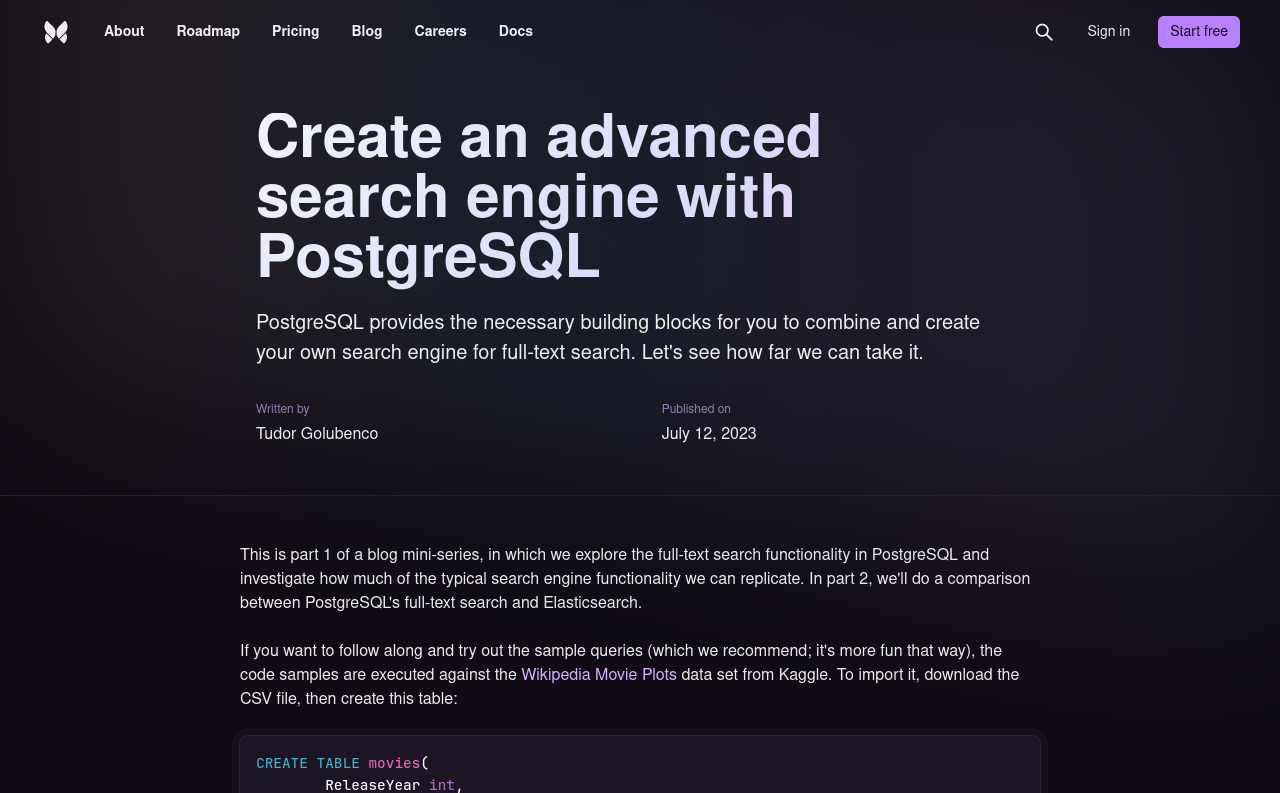 About Roadmap Pricing Blog Careers Docs Sign in Start free
Create an advanced
search engine with
PostgreSQL
PostgreSQL provides the necessary building blocks for you to combine and create
your own search engine for full-text search. Let's see how far we can take it.
Written by Published on
Tudor Golubenco July 12, 2023
This is part 1 of a blog mini-series, in which we explore the full-text search functionality in PostgreSQL and
investigate how much of the typical search engine functionality we can replicate. In part 2, we'll do a comparison
between PostgreSQL's full-text search and Elasticsearch.
If you want to follow along and try out the sample queries (which we recommend; it's more fun that way), the
code samples are executed against the Wikipedia Movie Plots data set from Kaggle. To import it, download the
CSV file, then create this table:
CREATE TABLE movies(
ReleaseYear int,